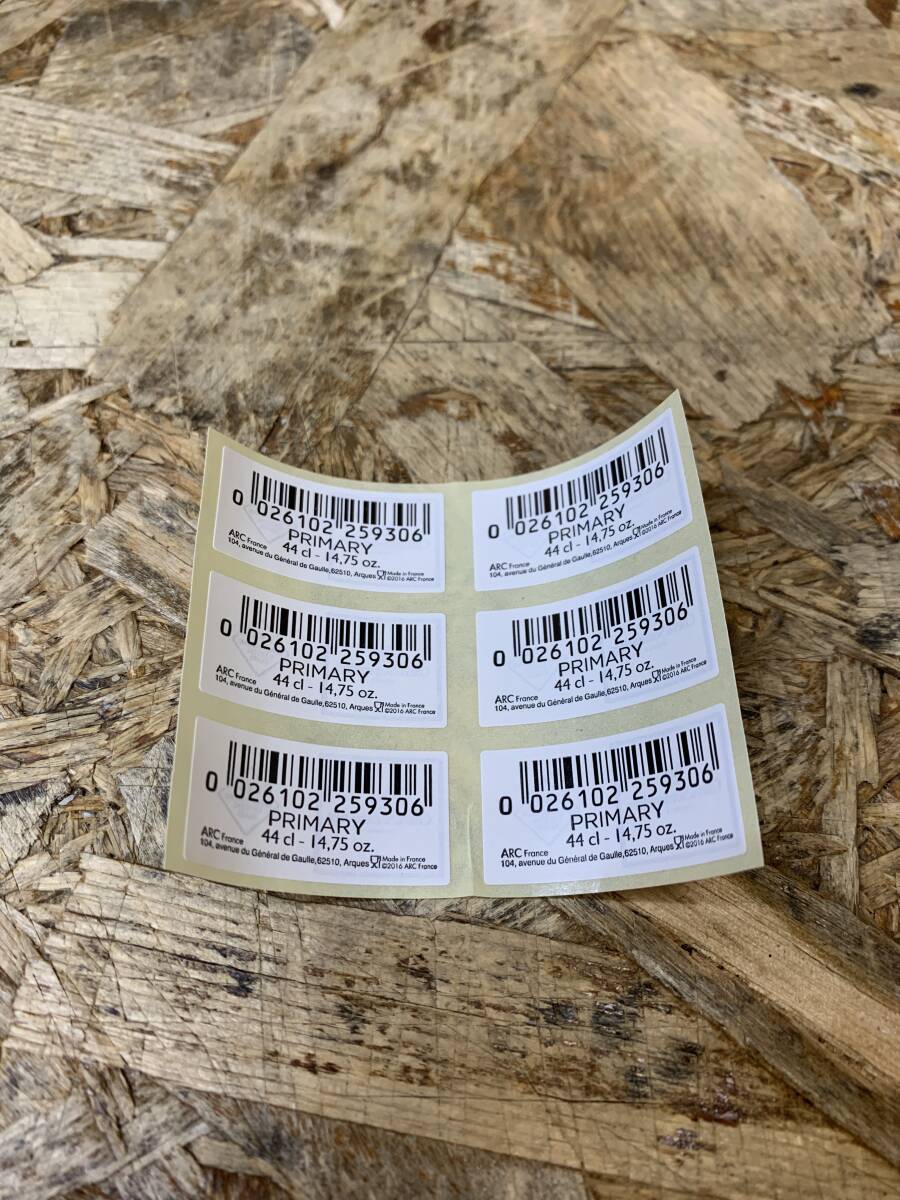 0 026102 259306
PRIMARY
44 cl - 14,75 oz.
ARC France
104, avenue du Général de Gaulle,62510, Arques
Made in France
©2016 ARC France
0 026102 259306
PRIMARY
44 cl - 14,75 oz.
ARC France
104, avenue du Général de Gaulle,62510, Arques
Made in France
©2016 ARC France
0 026102 259306
PRIMARY
44 cl - 14,75 oz.
ARC France
104, avenue du Général de Gaulle,62510, Arques
Made in France
©2016 ARC France
0 026102 259306
PRIMARY
44 cl - 14,75 oz.
ARC France
104, avenue du Général de Gaulle,62510, Arques
Made in France
©2016 ARC France
0 026102 259306
PRIMARY
44 cl - 14,75 oz.
ARC France
104, avenue du Général de Gaulle,62510, Arques
Made in France
©2016 ARC France
0 026102 259306
PRIMARY
44 cl - 14,75 oz.
ARC France
104, avenue du Général de Gaulle,62510, Arques
Made in France
©2016 ARC France